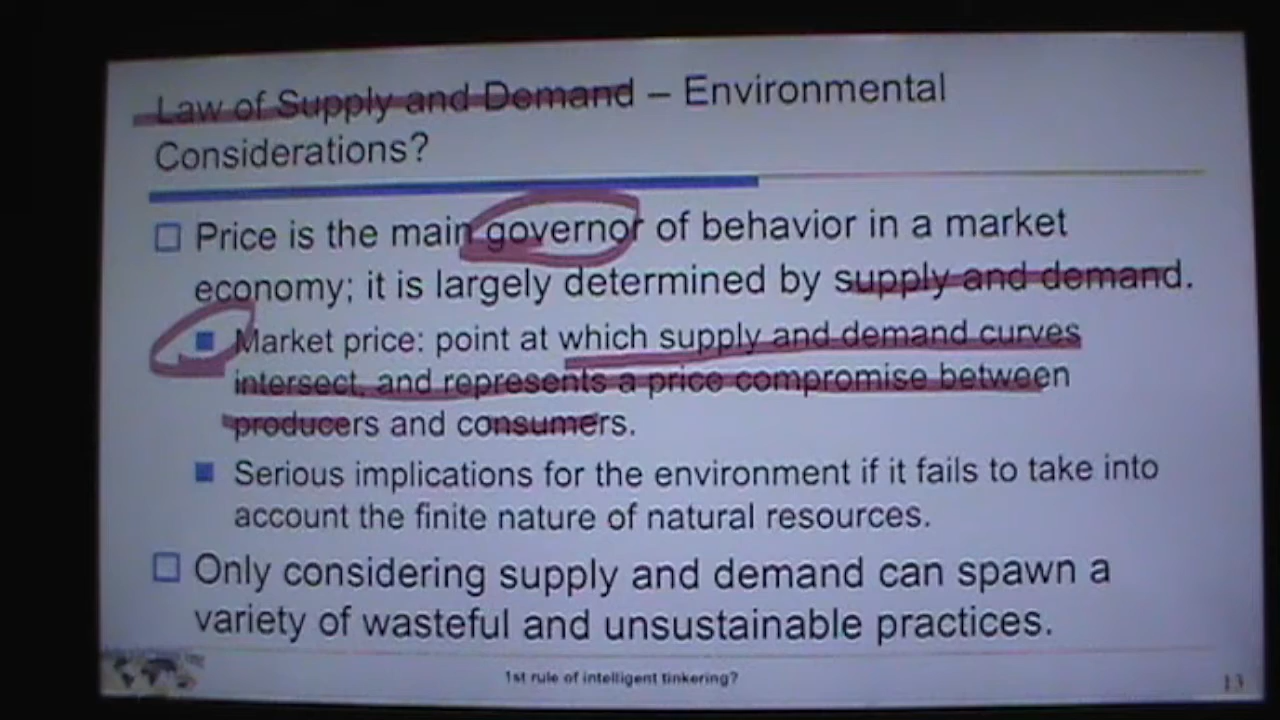 Law of Supply and Demand – Environmental
Considerations?
Price is the main governor of behavior in a market
economy; it is largely determined by supply and demand.
Market price: point at which supply and demand curves
intersect, and represents a price compromise between
producers and consumers.
Serious implications for the environment if it fails to take into
account the finite nature of natural resources.
Only considering supply and demand can spawn a
variety of wasteful and unsustainable practices.
1st rule of intelligent tinkering?
13